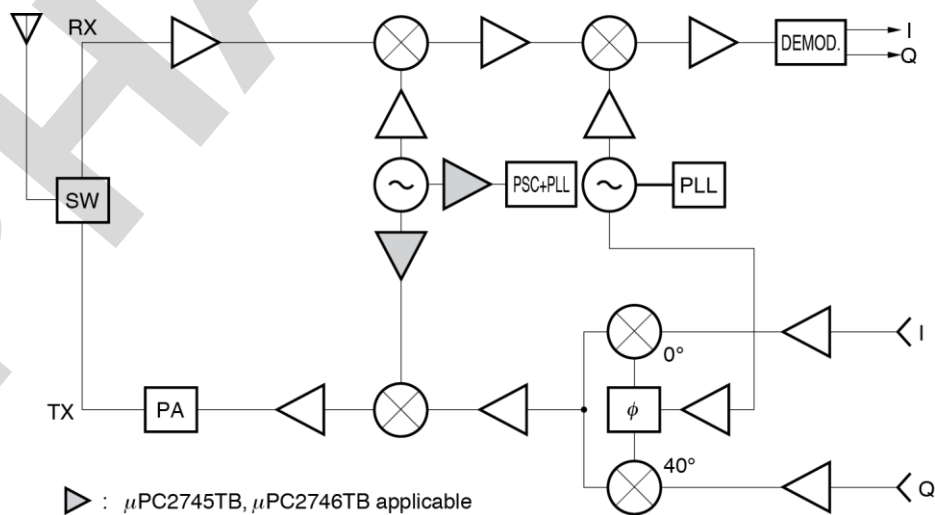 RX
DEMOD.
I
Q
SW
PSC+PLL
PLL
0°
I
TX
PA
ϕ
40°
Q
: μPC2745TB, μPC2746TB applicable